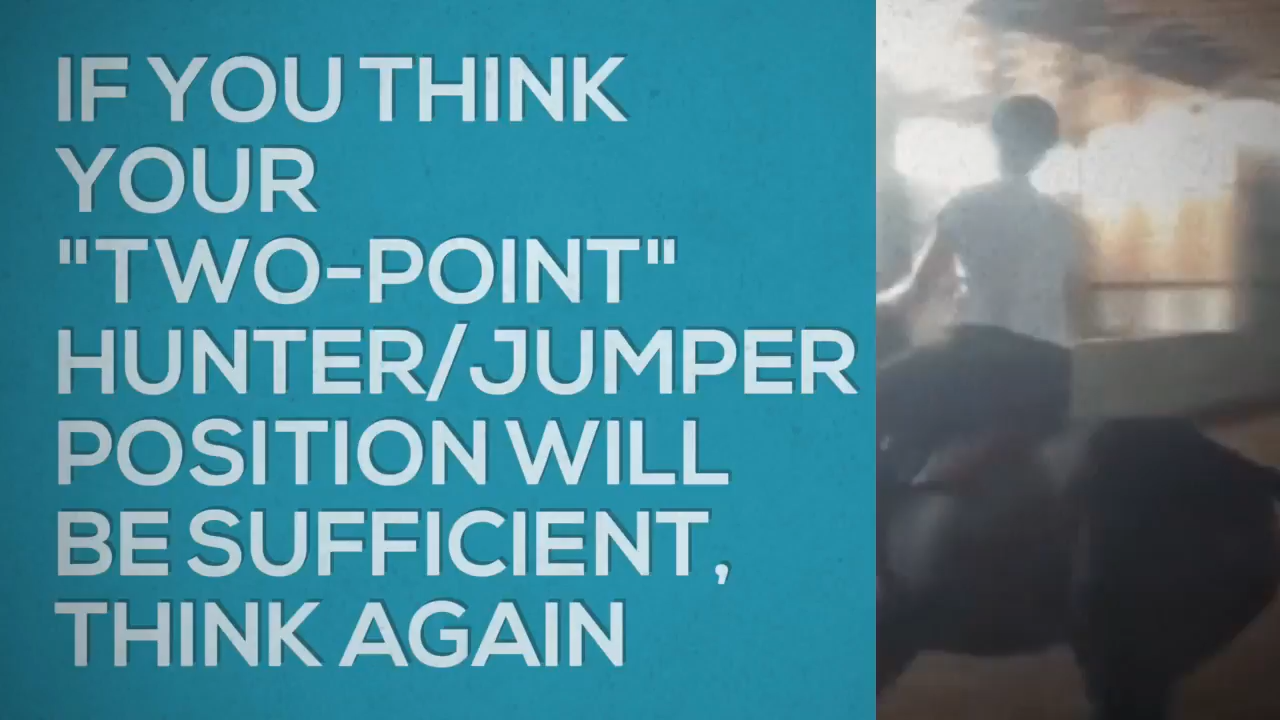 IF YOU THINK
YOUR
"TWO-POINT"
HUNTER/JUMPER
POSITION WILL
BE SUFFICIENT,
THINK AGAIN